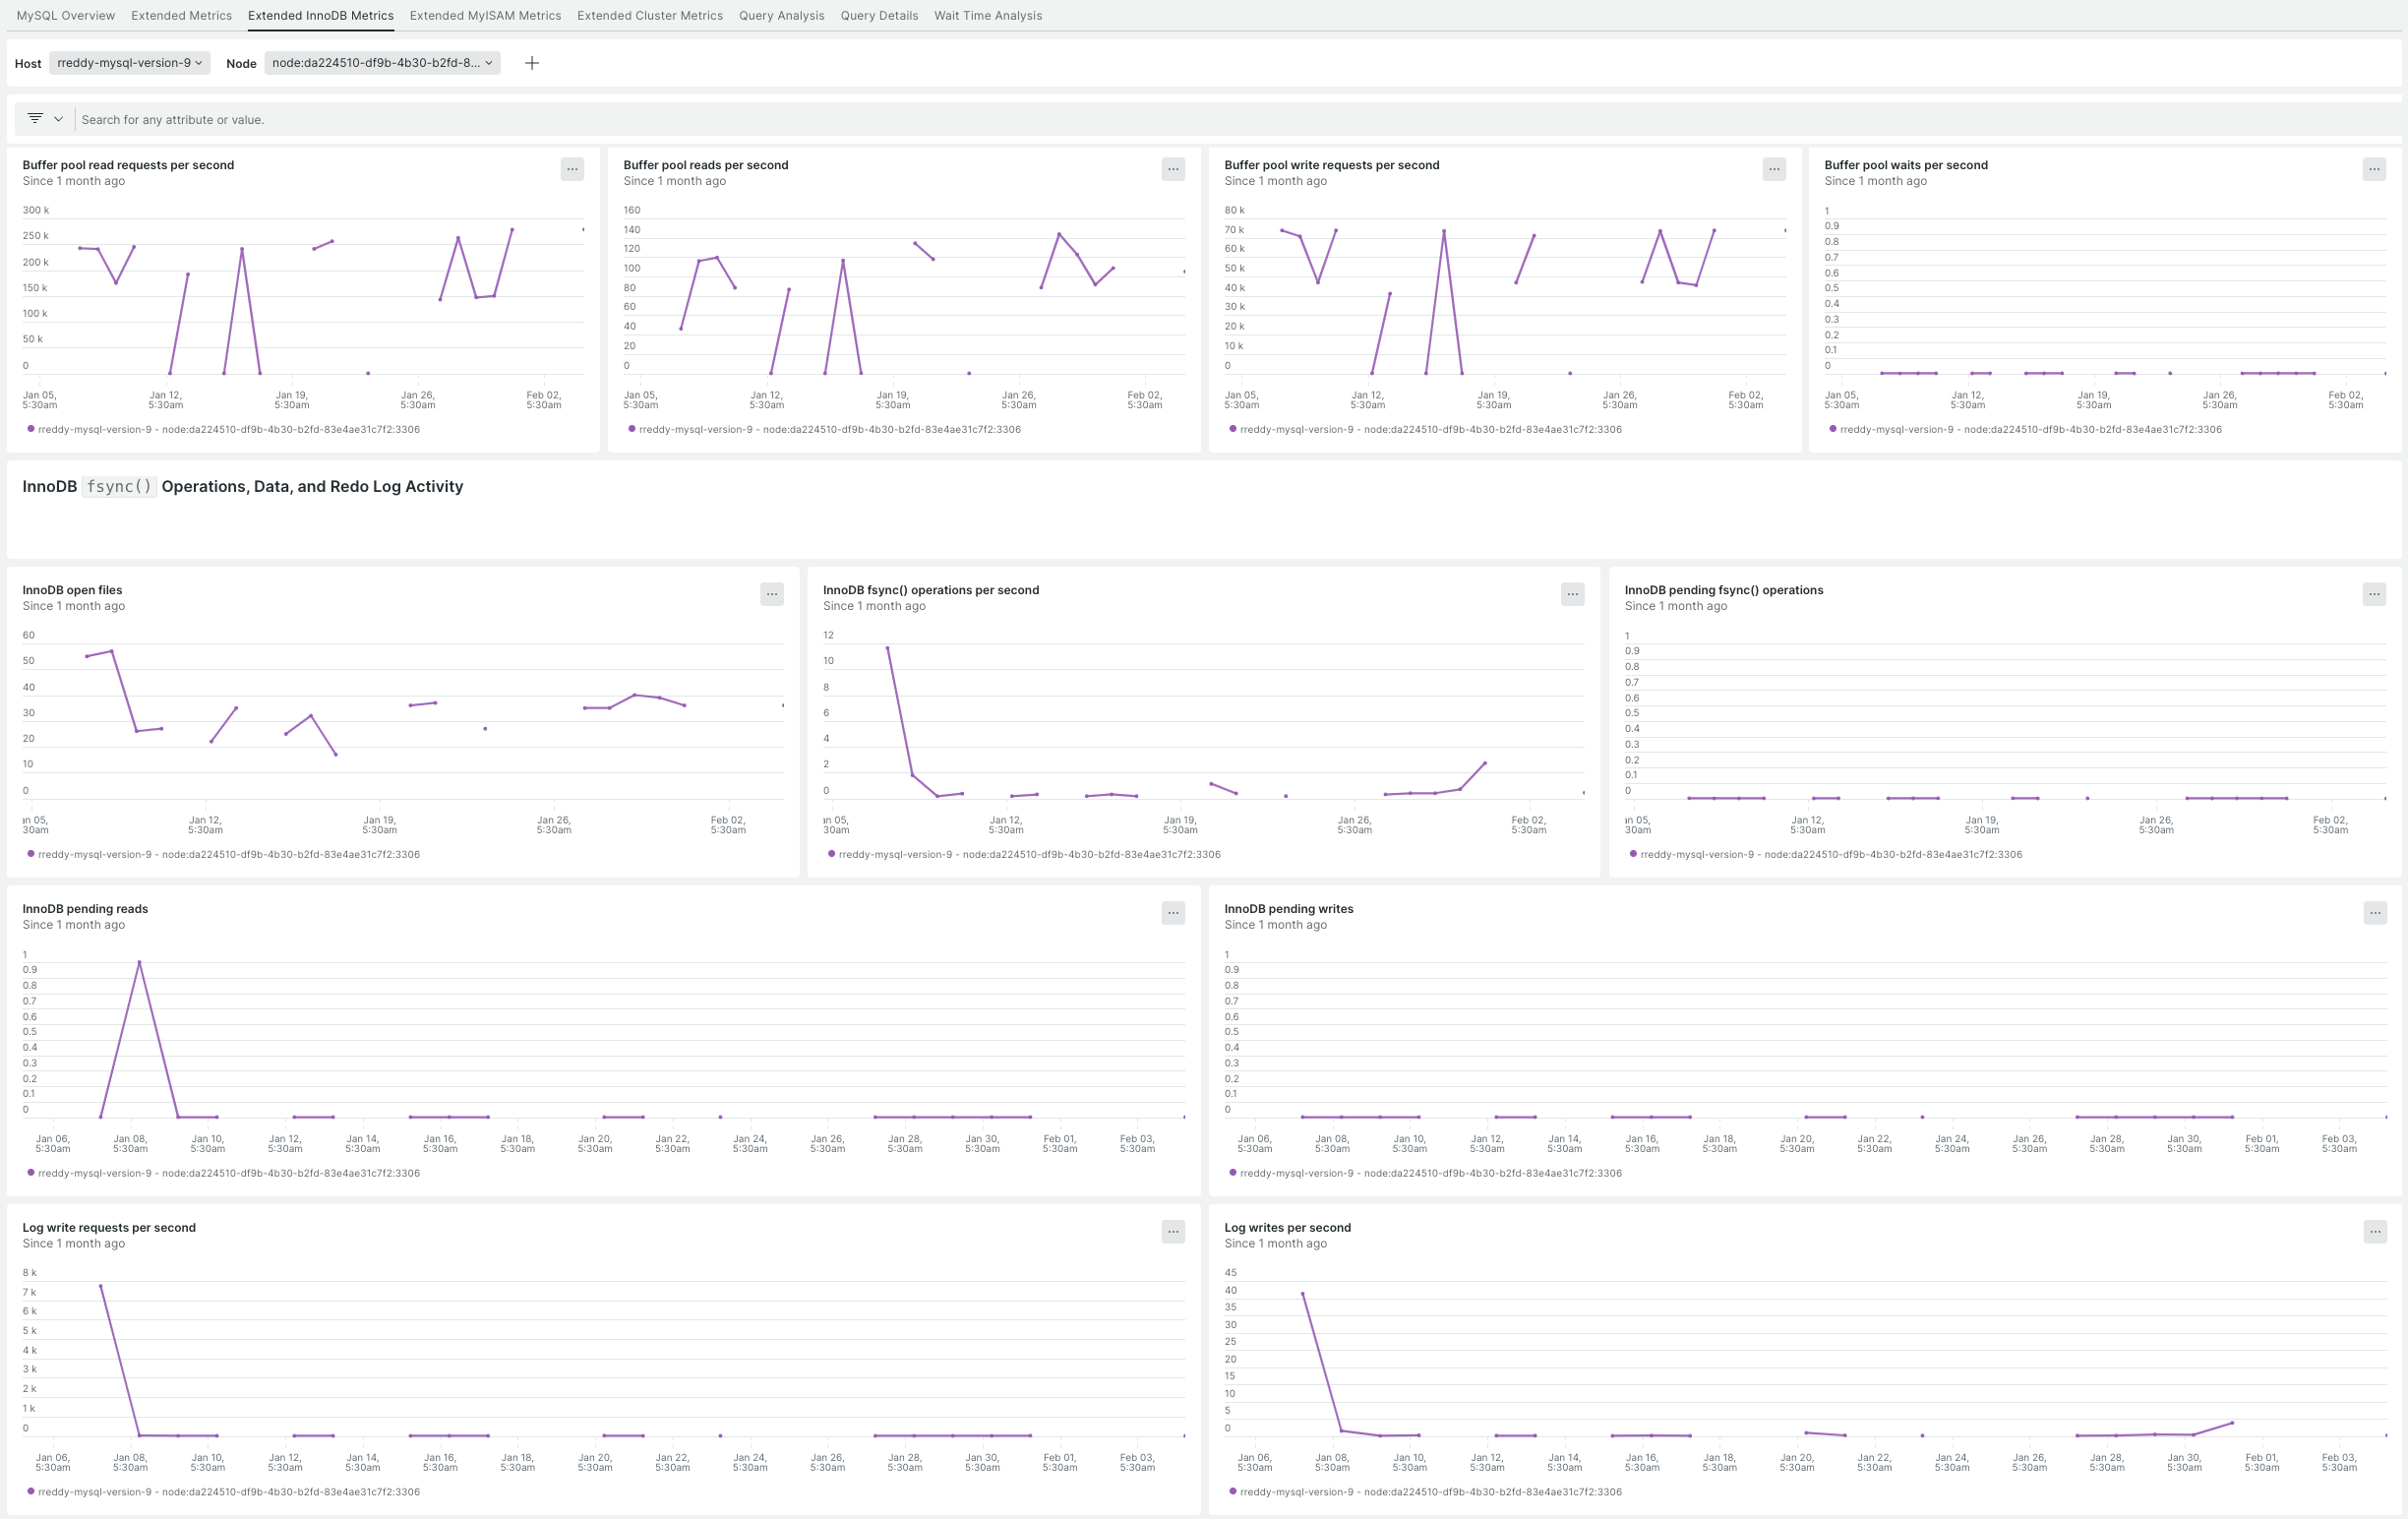 MySQL Overview Extended Metrics Extended InnoDB Metrics Extended MyISAM Metrics Extended Cluster Metrics Query Analysis Query Details Wait Time Analysis
Host rreddy-mysql-version-9 Node node:da224510-df9b-4b30-b2fd-8...
Search for any attribute or value.
Buffer pool read requests per second
Since 1 month ago
300 k
250 k
200 k
150 k
100 k
50 k
0
Jan 05, Jan 12, Jan 19, Jan 26, Feb 02,
5:30am 5:30am 5:30am 5:30am 5:30am
rreddy-mysql-version-9 - node:da224510-df9b-4b30-b2fd-83e4ae31c7f2:3306
Buffer pool reads per second
Since 1 month ago
160
140
120
100
80
60
40
20
0
Jan 05, Jan 12, Jan 19, Jan 26, Feb 02,
5:30am 5:30am 5:30am 5:30am 5:30am
rreddy-mysql-version-9 - node:da224510-df9b-4b30-b2fd-83e4ae31c7f2:3306
Buffer pool write requests per second
Since 1 month ago
80 k
70 k
60 k
50 k
40 k
30 k
20 k
10 k
0
Jan 05, Jan 12, Jan 19, Jan 26, Feb 02,
5:30am 5:30am 5:30am 5:30am 5:30am
rreddy-mysql-version-9 - node:da224510-df9b-4b30-b2fd-83e4ae31c7f2:3306
Buffer pool waits per second
Since 1 month ago
1
0.9
0.8
0.7
0.6
0.5
0.4
0.3
0.2
0.1
0
Jan 05, Jan 12, Jan 19, Jan 26, Feb 02,
5:30am 5:30am 5:30am 5:30am 5:30am
rreddy-mysql-version-9 - node:da224510-df9b-4b30-b2fd-83e4ae31c7f2:3306
InnoDB fsync() Operations, Data, and Redo Log Activity
InnoDB open files
Since 1 month ago
60
50
40
30
20
10
0
n 05, Jan 12, Jan 19, Jan 26, Feb 02,
30am 5:30am 5:30am 5:30am 5:30am
rreddy-mysql-version-9 - node:da224510-df9b-4b30-b2fd-83e4ae31c7f2:3306
InnoDB fsync() operations per second
Since 1 month ago
12
10
8
6
4
2
0
n 05, Jan 12, Jan 19, Jan 26, Feb 02,
30am 5:30am 5:30am 5:30am 5:30am
rreddy-mysql-version-9 - node:da224510-df9b-4b30-b2fd-83e4ae31c7f2:3306
InnoDB pending fsync() operations
Since 1 month ago
1
0.9
0.8
0.7
0.6
0.5
0.4
0.3
0.2
0.1
0
n 05, Jan 12, Jan 19, Jan 26, Feb 02,
30am 5:30am 5:30am 5:30am 5:30am
rreddy-mysql-version-9 - node:da224510-df9b-4b30-b2fd-83e4ae31c7f2:3306
InnoDB pending reads
Since 1 month ago
1
0.9
0.8
0.7
0.6
0.5
0.4
0.3
0.2
0.1
0
Jan 06, Jan 08, Jan 10, Jan 12, Jan 14, Jan 16, Jan 18, Jan 20, Jan 22, Jan 24, Jan 26, Jan 28, Jan 30, Feb 01, Feb 03,
5:30am 5:30am 5:30am 5:30am 5:30am 5:30am 5:30am 5:30am 5:30am 5:30am 5:30am 5:30am 5:30am 5:30am 5:30am
rreddy-mysql-version-9 - node:da224510-df9b-4b30-b2fd-83e4ae31c7f2:3306
InnoDB pending writes
Since 1 month ago
1
0.9
0.8
0.7
0.6
0.5
0.4
0.3
0.2
0.1
0
Jan 06, Jan 08, Jan 10, Jan 12, Jan 14, Jan 16, Jan 18, Jan 20, Jan 22, Jan 24, Jan 26, Jan 28, Jan 30, Feb 01, Feb 03,
5:30am 5:30am 5:30am 5:30am 5:30am 5:30am 5:30am 5:30am 5:30am 5:30am 5:30am 5:30am 5:30am 5:30am 5:30am
rreddy-mysql-version-9 - node:da224510-df9b-4b30-b2fd-83e4ae31c7f2:3306
Log write requests per second
Since 1 month ago
8 k
7 k
6 k
5 k
4 k
3 k
2 k
1 k
0
Jan 06, Jan 08, Jan 10, Jan 12, Jan 14, Jan 16, Jan 18, Jan 20, Jan 22, Jan 24, Jan 26, Jan 28, Jan 30, Feb 01, Feb 03,
5:30am 5:30am 5:30am 5:30am 5:30am 5:30am 5:30am 5:30am 5:30am 5:30am 5:30am 5:30am 5:30am 5:30am 5:30am
rreddy-mysql-version-9 - node:da224510-df9b-4b30-b2fd-83e4ae31c7f2:3306
Log writes per second
Since 1 month ago
45
40
35
30
25
20
15
10
5
0
Jan 06, Jan 08, Jan 10, Jan 12, Jan 14, Jan 16, Jan 18, Jan 20, Jan 22, Jan 24, Jan 26, Jan 28, Jan 30, Feb 01, Feb 03,
5:30am 5:30am 5:30am 5:30am 5:30am 5:30am 5:30am 5:30am 5:30am 5:30am 5:30am 5:30am 5:30am 5:30am 5:30am
rreddy-mysql-version-9 - node:da224510-df9b-4b30-b2fd-83e4ae31c7f2:3306